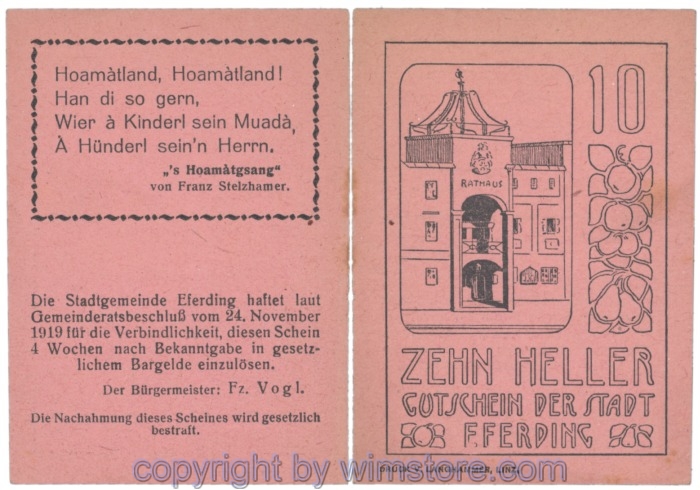 Hoamàtland, Hoamàtland!
Han di so gern,
Wier à Kinderl sein Muadà,
À Hünderl sein'n Herrn.
„'s Hoamàtgsang“
von Franz Stelzhamer.
Die Stadtgemeinde Eferding haftet laut
Gemeinderatsbeschluß vom 24. November
1919 für die Verbindlichkeit, diesen Schein
4 Wochen nach Bekanntgabe in gesetz-
lichem Bargelde einzulösen.
Der Bürgermeister: Fz. Vogl.
Die Nachahmung dieses Scheines wird gesetzlich
bestraft.
10
RATHAUS
ZEHN HELLER
GUTSCHEIN DER STADT
EFERDING
DRUCK V. LANGHAMMER, LINZ.
copyright by wimstore.com